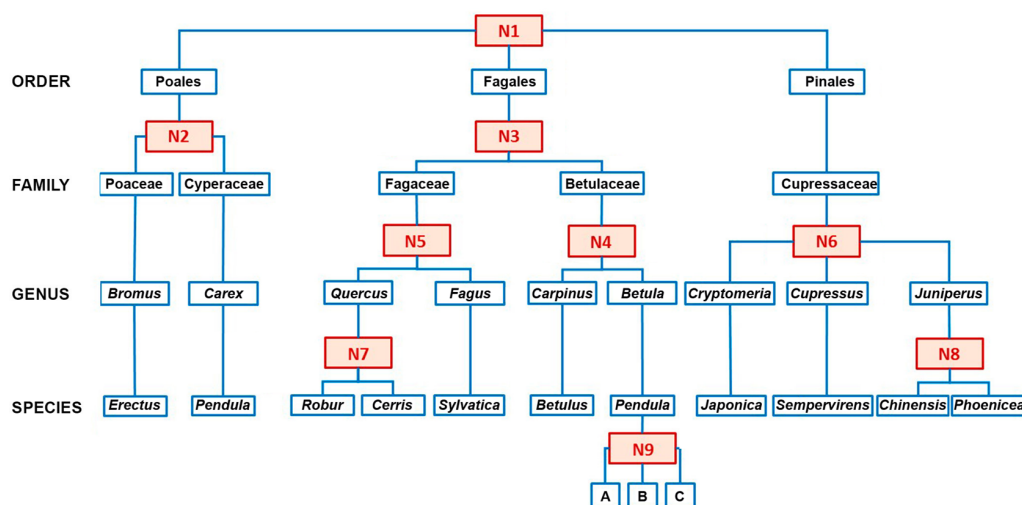 N1
ORDER Poales Fagales Pinales
N2 N3
FAMILY Poaceae Cyperaceae Fagaceae Betulaceae Cupressaceae
N5 N4 N6
GENUS Bromus Carex Quercus Fagus Carpinus Betula Cryptomeria Cupressus Juniperus
N7 N8
SPECIES Erectus Pendula Robur Cerris Sylvatica Betulus Pendula Japonica Sempervirens Chinensis Phoenicea
N9
A B C